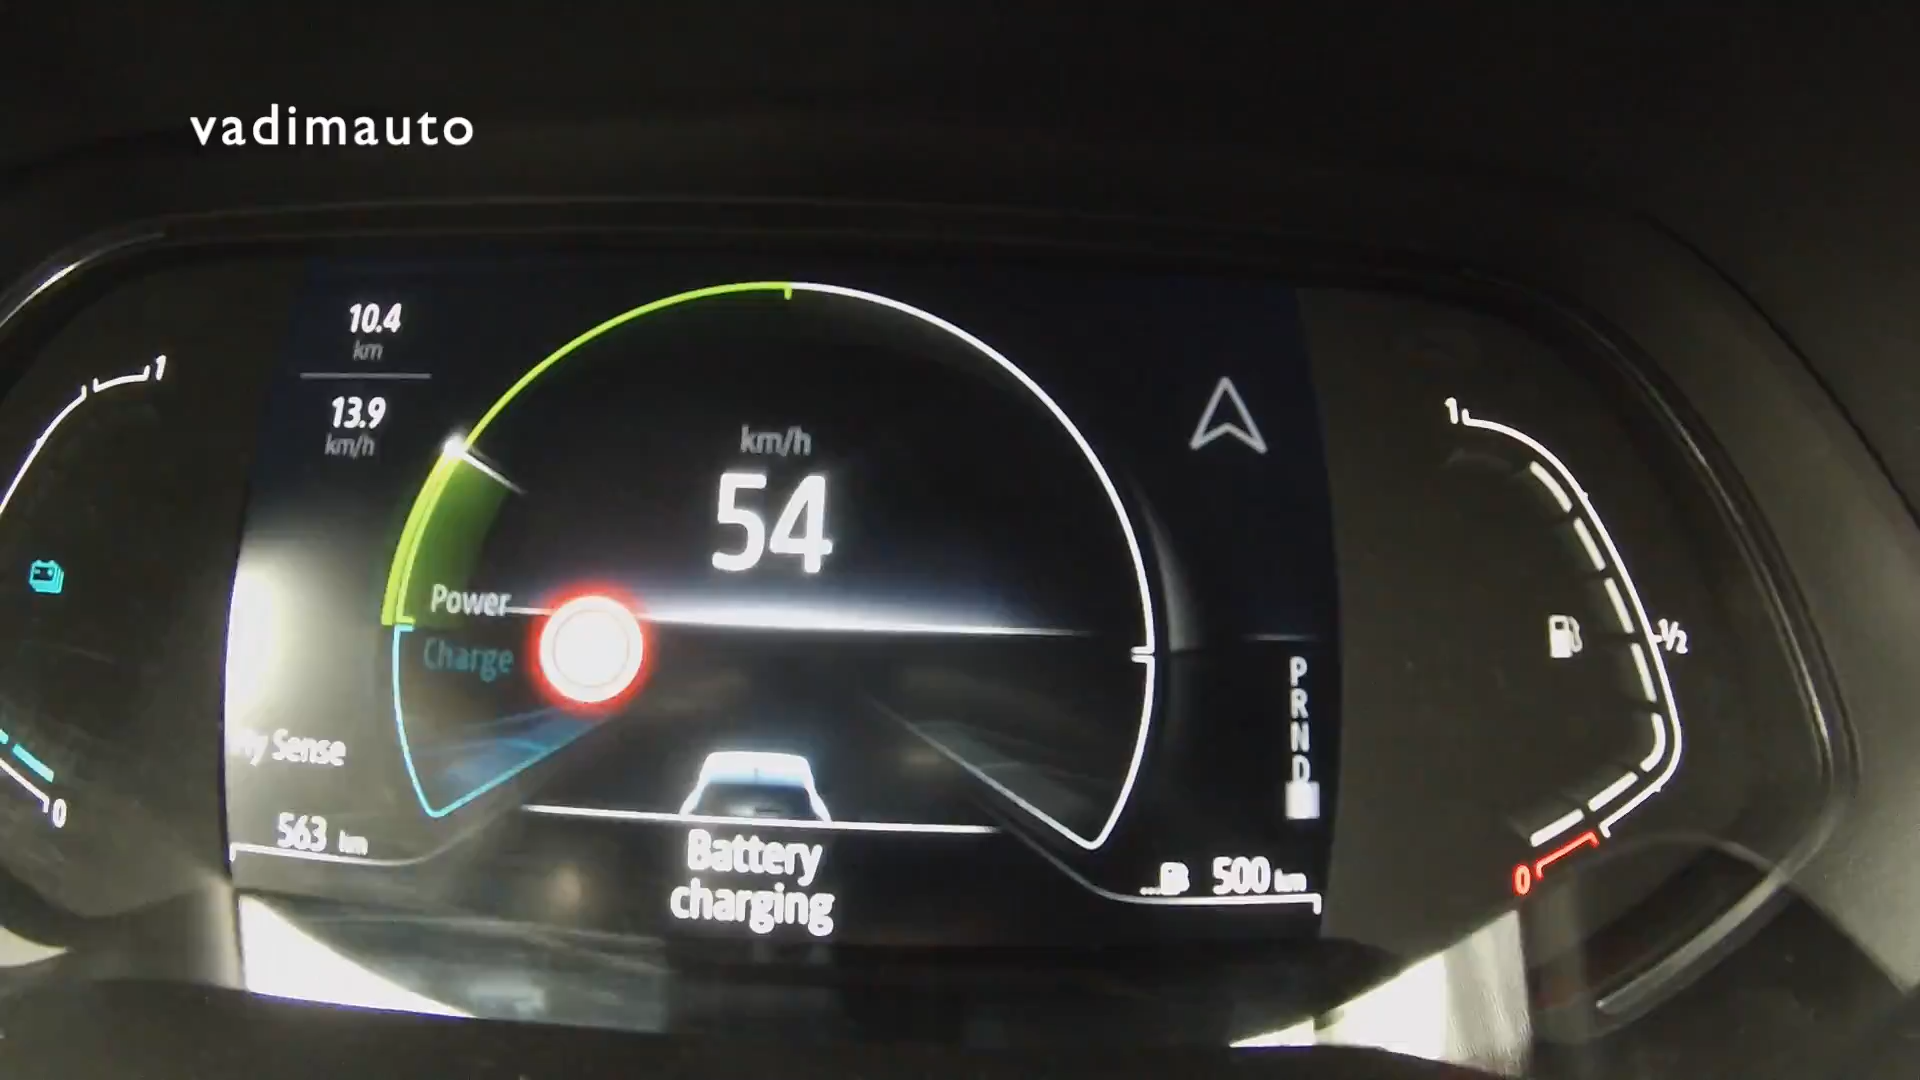 vadimauto
10.4
km
13.9
km/h
1
0
km/h
54
Power
Charge
My Sense
563 km
Battery
charging
P
R
N
D
500 km
1
1/2
0